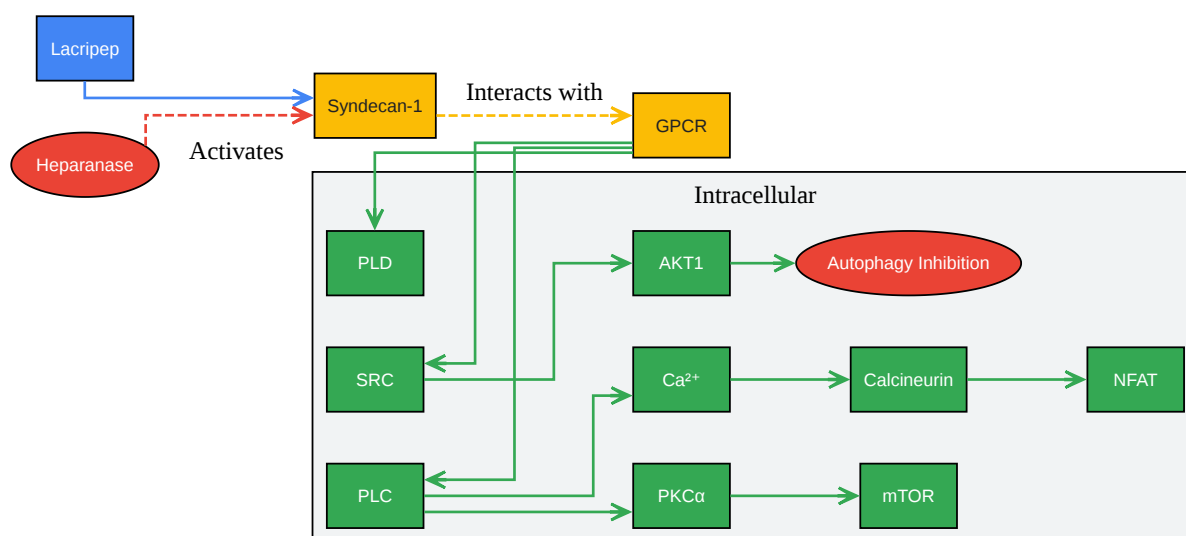 Lacripep
Syndecan-1
Interacts with
GPCR
Heparanase
Activates
Intracellular
PLD
AKT1
Autophagy Inhibition
SRC
Ca²⁺
Calcineurin
NFAT
PLC
PKCα
mTOR